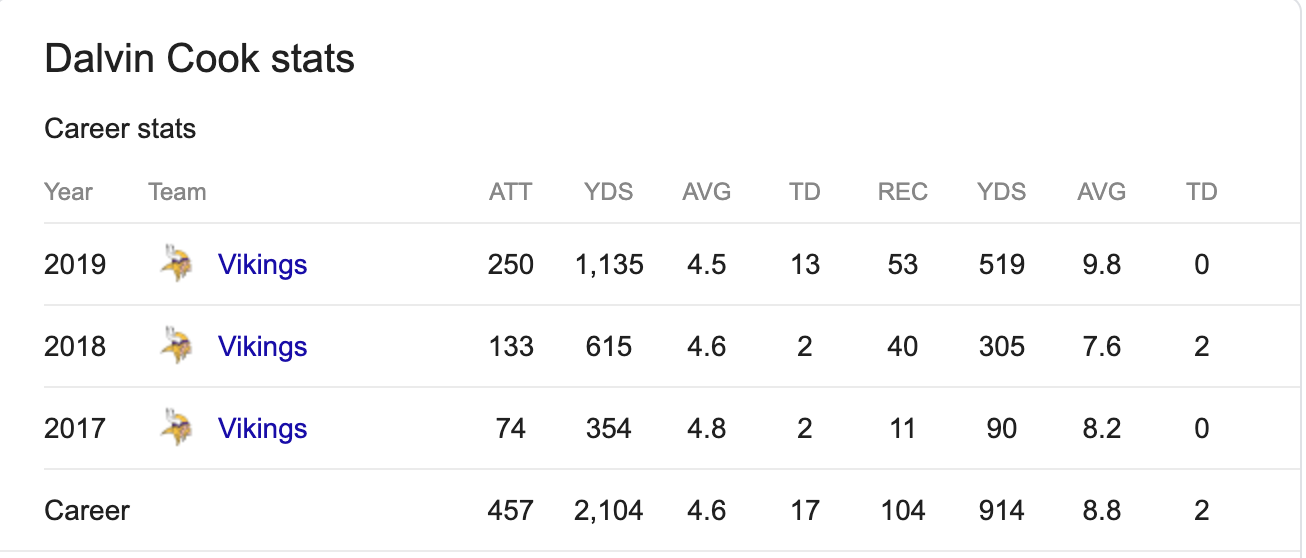 Dalvin Cook stats
Career stats
Year Team ATT YDS AVG TD REC YDS AVG TD
2019 Vikings 250 1,135 4.5 13 53 519 9.8 0
2018 Vikings 133 615 4.6 2 40 305 7.6 2
2017 Vikings 74 354 4.8 2 11 90 8.2 0
Career 457 2,104 4.6 17 104 914 8.8 2